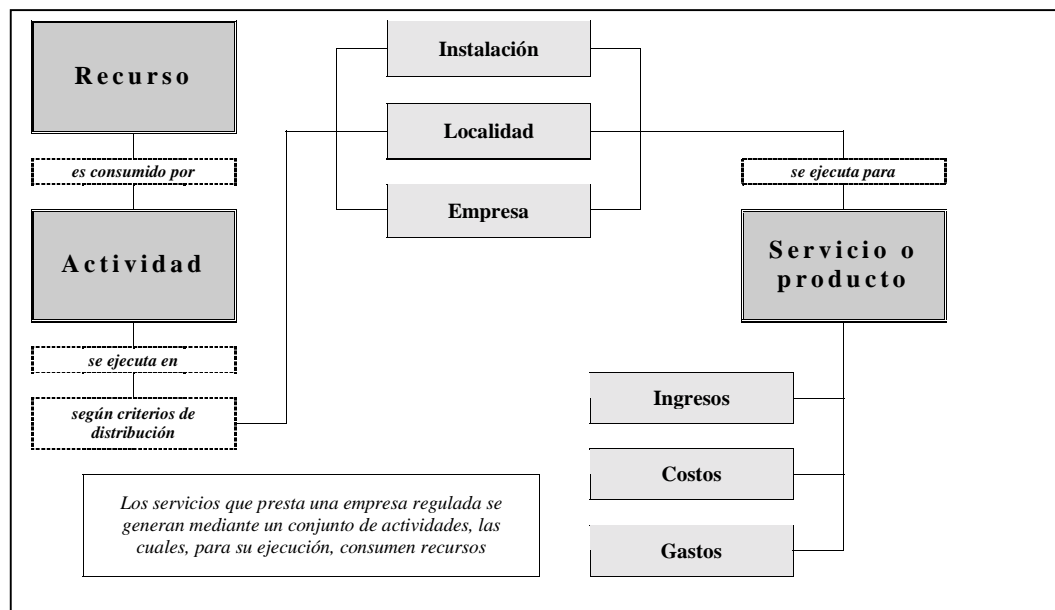 Recurso
es consumido por
Actividad
se ejecuta en
según criterios de
distribución
Instalación
Localidad
Empresa
se ejecuta para
Servicio o
producto
Ingresos
Costos
Gastos
Los servicios que presta una empresa regulada se
generan mediante un conjunto de actividades, las
cuales, para su ejecución, consumen recursos